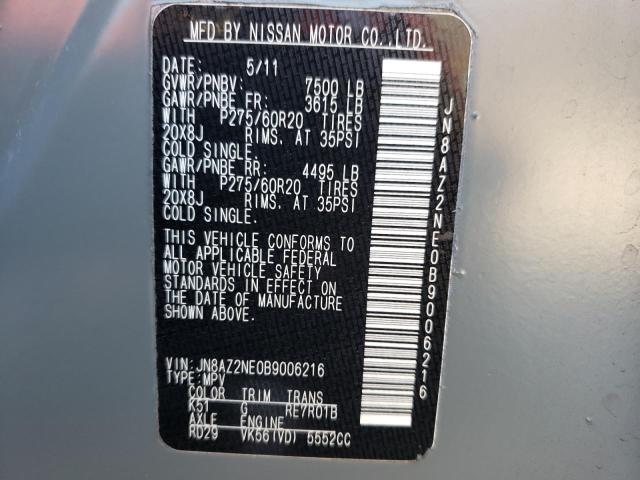 MFD BY NISSAN MOTOR CO.,LTD.
DATE: 5/11
GVWR/PNBV: 7500 LB
GAWR/PNBE FR: 3615 LB
WITH P275/60R20 TIRES
20X8J RIMS. AT 35PSI
COLD SINGLE.
GAWR/PNBE RR: 4495 LB
WITH P275/60R20 TIRES
20X8J RIMS. AT 35PSI
COLD SINGLE.
THIS VEHICLE CONFORMS TO
ALL APPLICABLE FEDERAL
MOTOR VEHICLE SAFETY
STANDARDS IN EFFECT ON
THE DATE OF MANUFACTURE
SHOWN ABOVE.
VIN:JN8AZ2NE0B9006216
TYPE:MPV
COLOR TRIM TRANS
K51 G RE7R01B
AXLE ENGINE
RD29 VK56(VD) 5552CC
JN8AZ2NE0B9006216